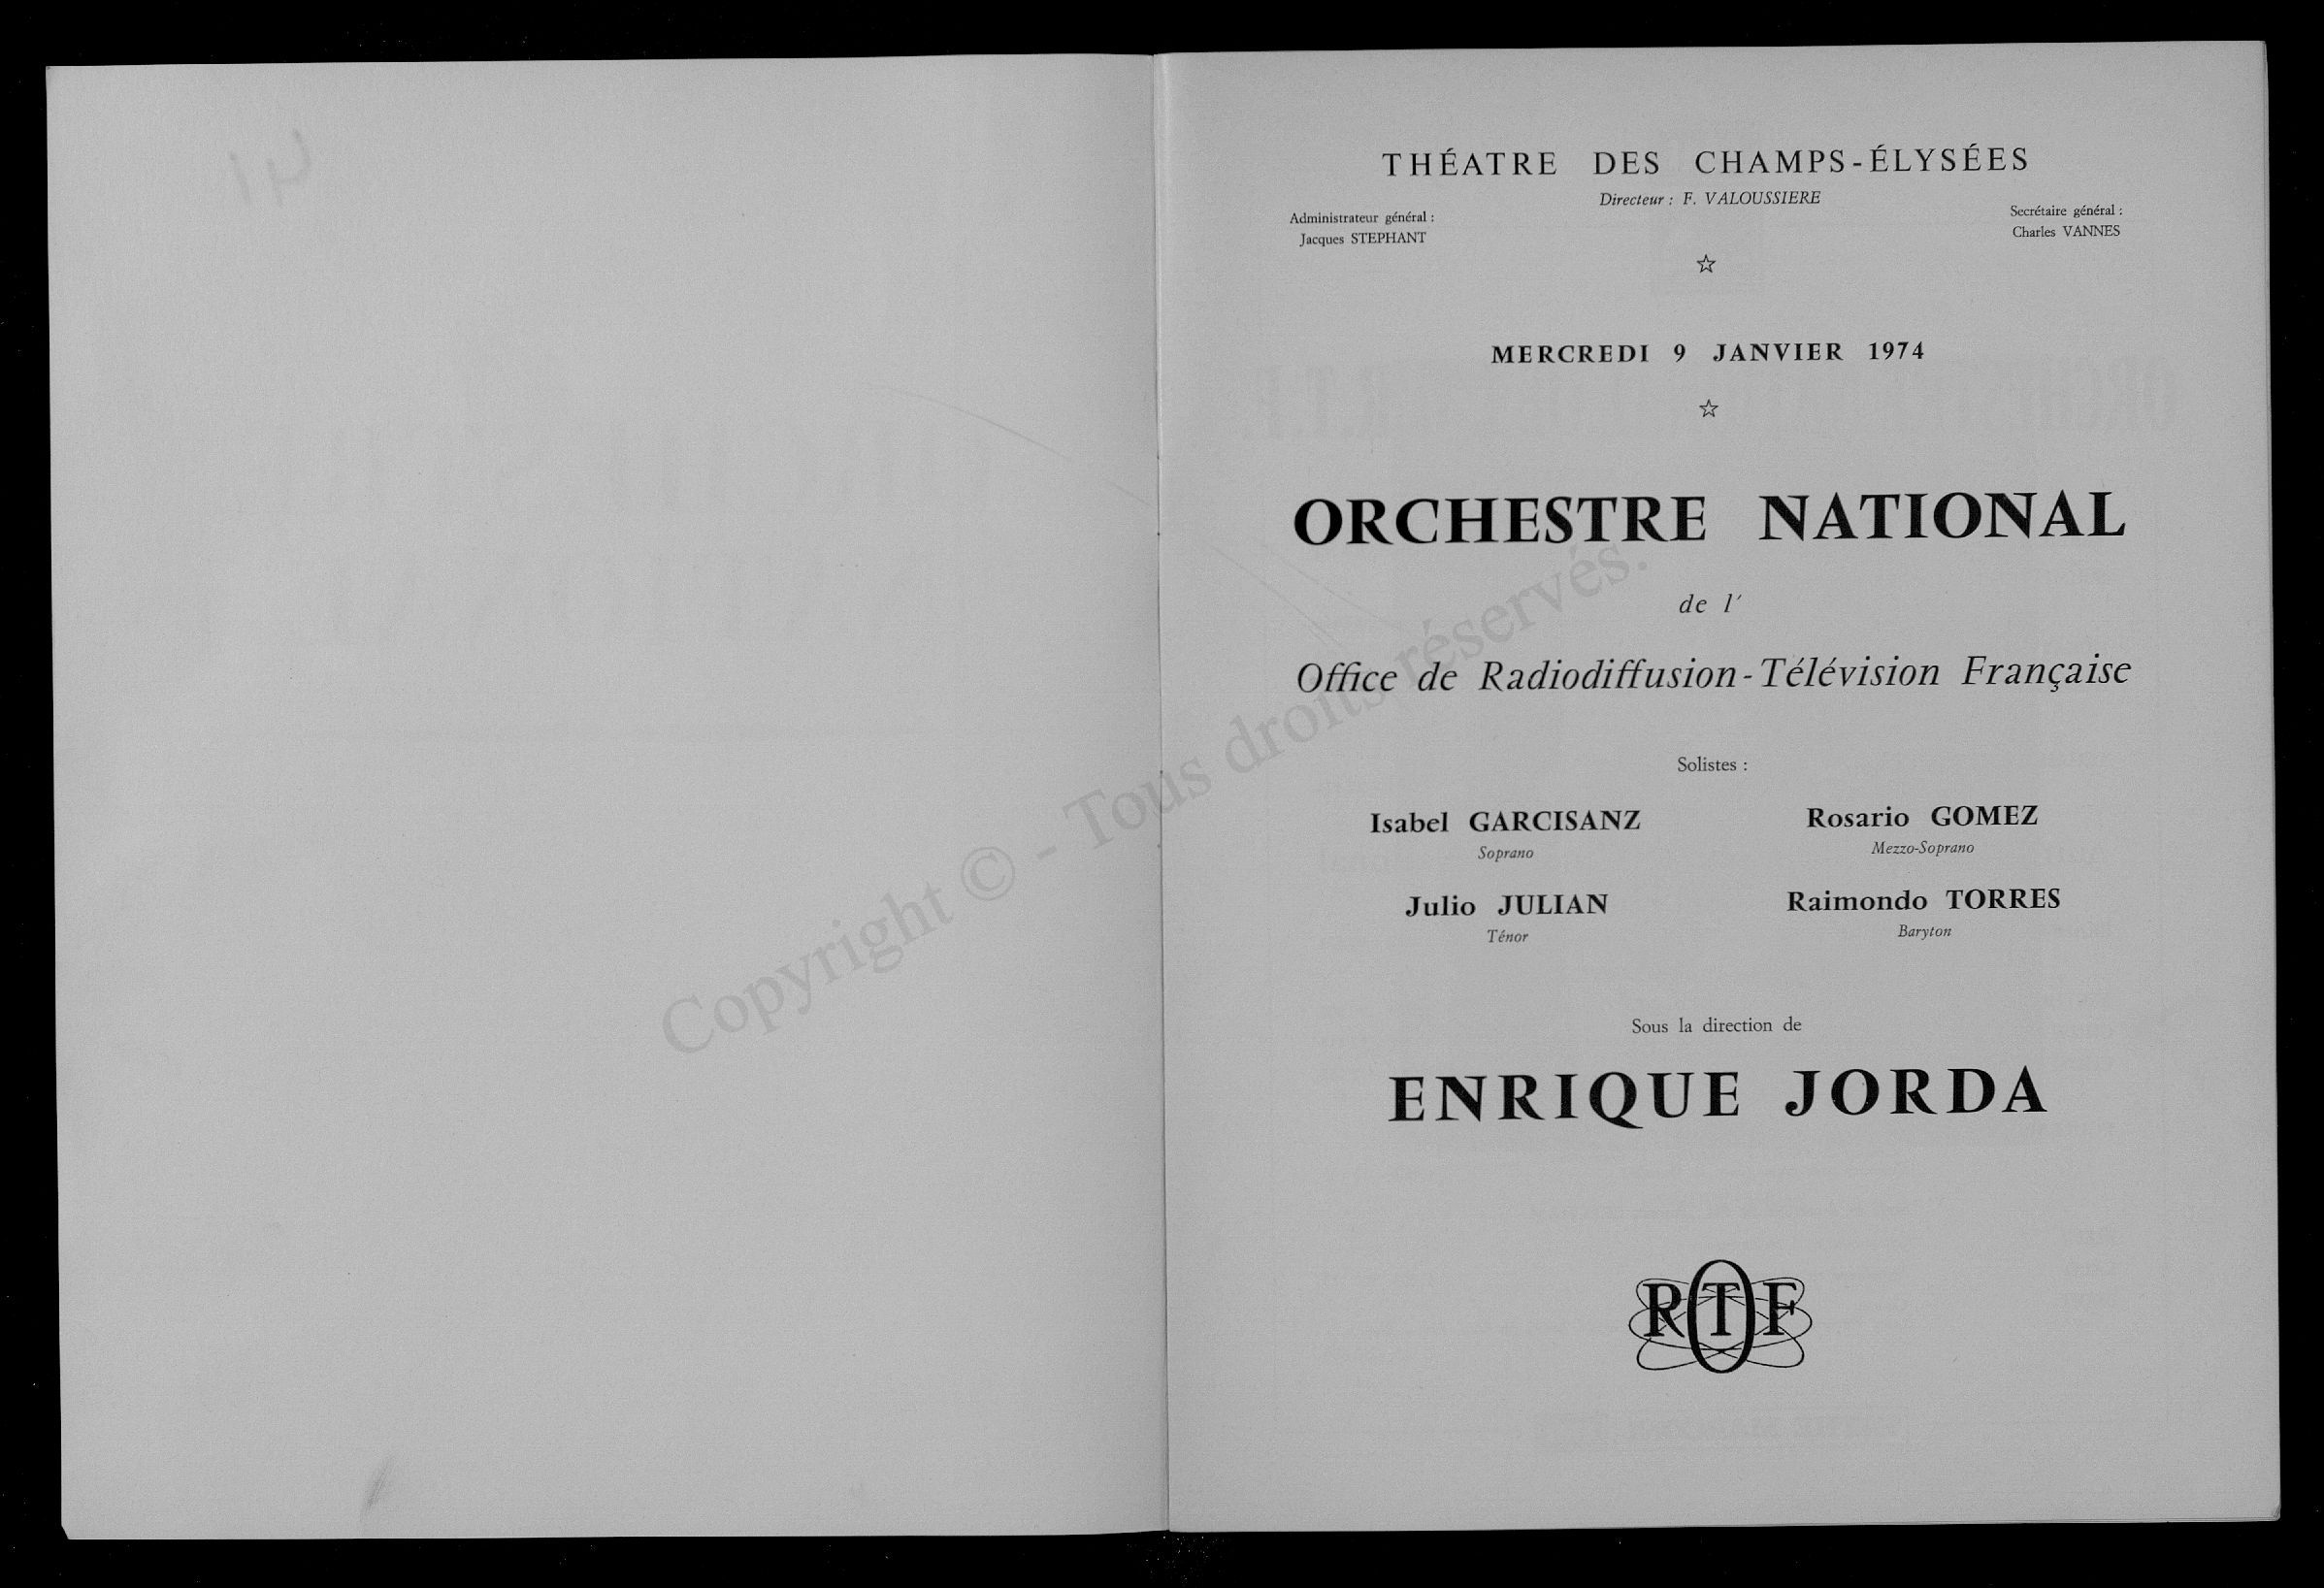 THÉATRE DES CHAMPS-ÉLYSÉES
Directeur : F. VALOUSSIERE
Administrateur général :
Jacques STEPHANT
Secrétaire général :
Charles VANNES
MERCREDI 9 JANVIER 1974
ORCHESTRE NATIONAL
de l'
Office de Radiodiffusion-Télévision Française
Solistes :
Isabel GARCISANZ
Soprano
Rosario GOMEZ
Mezzo-Soprano
Julio JULIAN
Ténor
Raimondo TORRES
Baryton
Sous la direction de
ENRIQUE JORDA
RTF
Copyright © - Tous droits réservés.